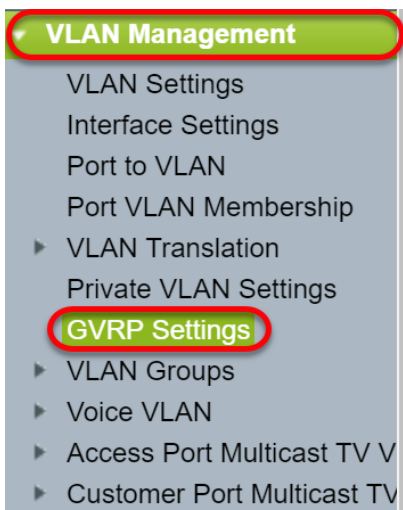 VLAN Management
VLAN Settings
Interface Settings
Port to VLAN
Port VLAN Membership
VLAN Translation
Private VLAN Settings
GVRP Settings
VLAN Groups
Voice VLAN
Access Port Multicast TV V
Customer Port Multicast TV